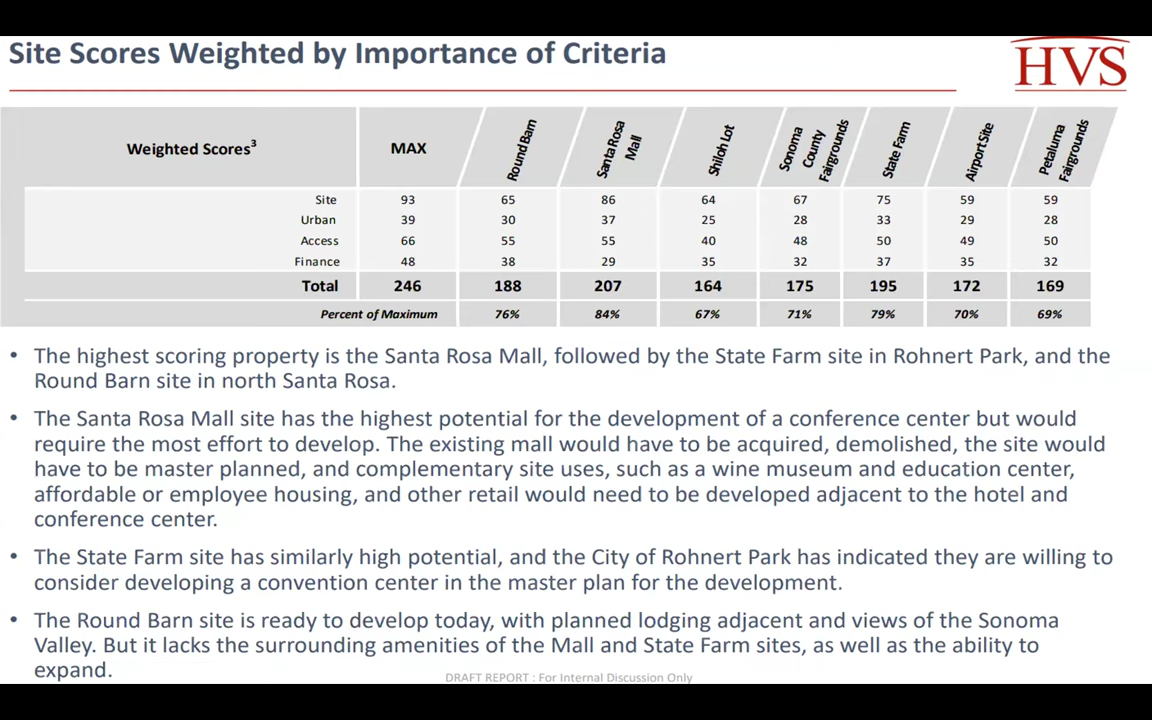 Site Scores Weighted by Importance of Criteria
HVS
Weighted Scores3 MAX Round Barn Santa Rosa Mall Shiloh Lot Sonoma County Fairgrounds State Farm Airport Site Petaluma Fairgrounds
Site 93 65 86 64 67 75 59 59
Urban 39 30 37 25 28 33 29 28
Access 66 55 55 40 48 50 49 50
Finance 48 38 29 35 32 37 35 32
Total 246 188 207 164 175 195 172 169
Percent of Maximum 76% 84% 67% 71% 79% 70% 69%
• The highest scoring property is the Santa Rosa Mall, followed by the State Farm site in Rohnert Park, and the
Round Barn site in north Santa Rosa.
• The Santa Rosa Mall site has the highest potential for the development of a conference center but would
require the most effort to develop. The existing mall would have to be acquired, demolished, the site would
have to be master planned, and complementary site uses, such as a wine museum and education center,
affordable or employee housing, and other retail would need to be developed adjacent to the hotel and
conference center.
• The State Farm site has similarly high potential, and the City of Rohnert Park has indicated they are willing to
consider developing a convention center in the master plan for the development.
• The Round Barn site is ready to develop today, with planned lodging adjacent and views of the Sonoma
Valley. But it lacks the surrounding amenities of the Mall and State Farm sites, as well as the ability to
expand.
DRAFT REPORT : For Internal Discussion Only